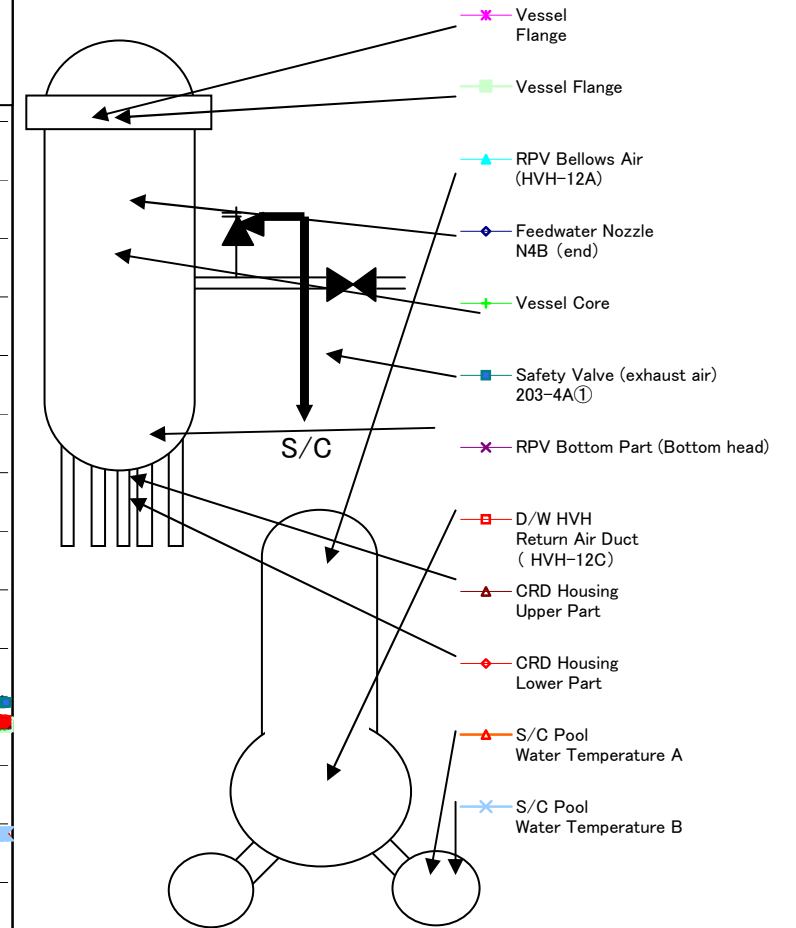 Vessel
Flange
Vessel Flange
RPV Bellows Air
(HVH-12A)
Feedwater Nozzle
N4B (end)
Vessel Core
Safety Valve (exhaust air)
203-4A①
S/C
RPV Bottom Part (Bottom head)
D/W HVH
Return Air Duct
( HVH-12C)
CRD Housing
Upper Part
CRD Housing
Lower Part
S/C Pool
Water Temperature A
S/C Pool
Water Temperature B